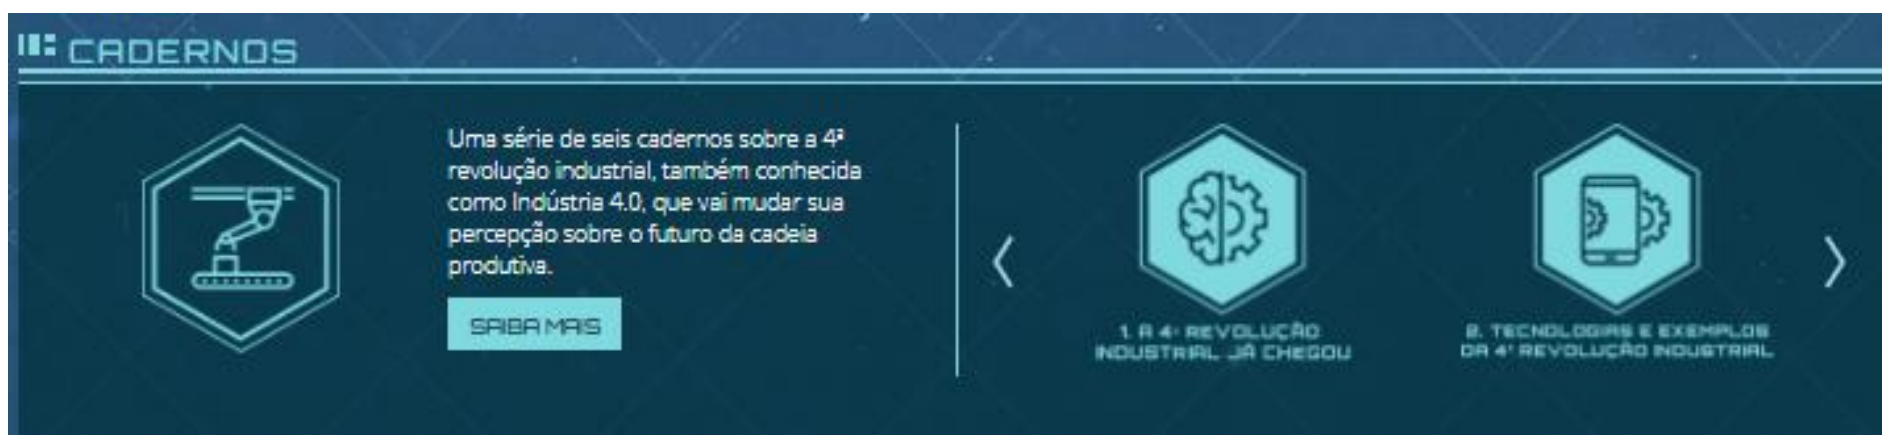 CADERNOS
Uma série de seis cadernos sobre a 4ª
revolução industrial, também conhecida
como Indústria 4.0, que vai mudar sua
percepção sobre o futuro da cadeia
produtiva.
SAIBA MAIS
1. A 4ª REVOLUÇÃO
INDUSTRIAL JÁ CHEGOU
2. TECNOLOGIAS E EXEMPLOS
DA 4ª REVOLUÇÃO INDUSTRIAL